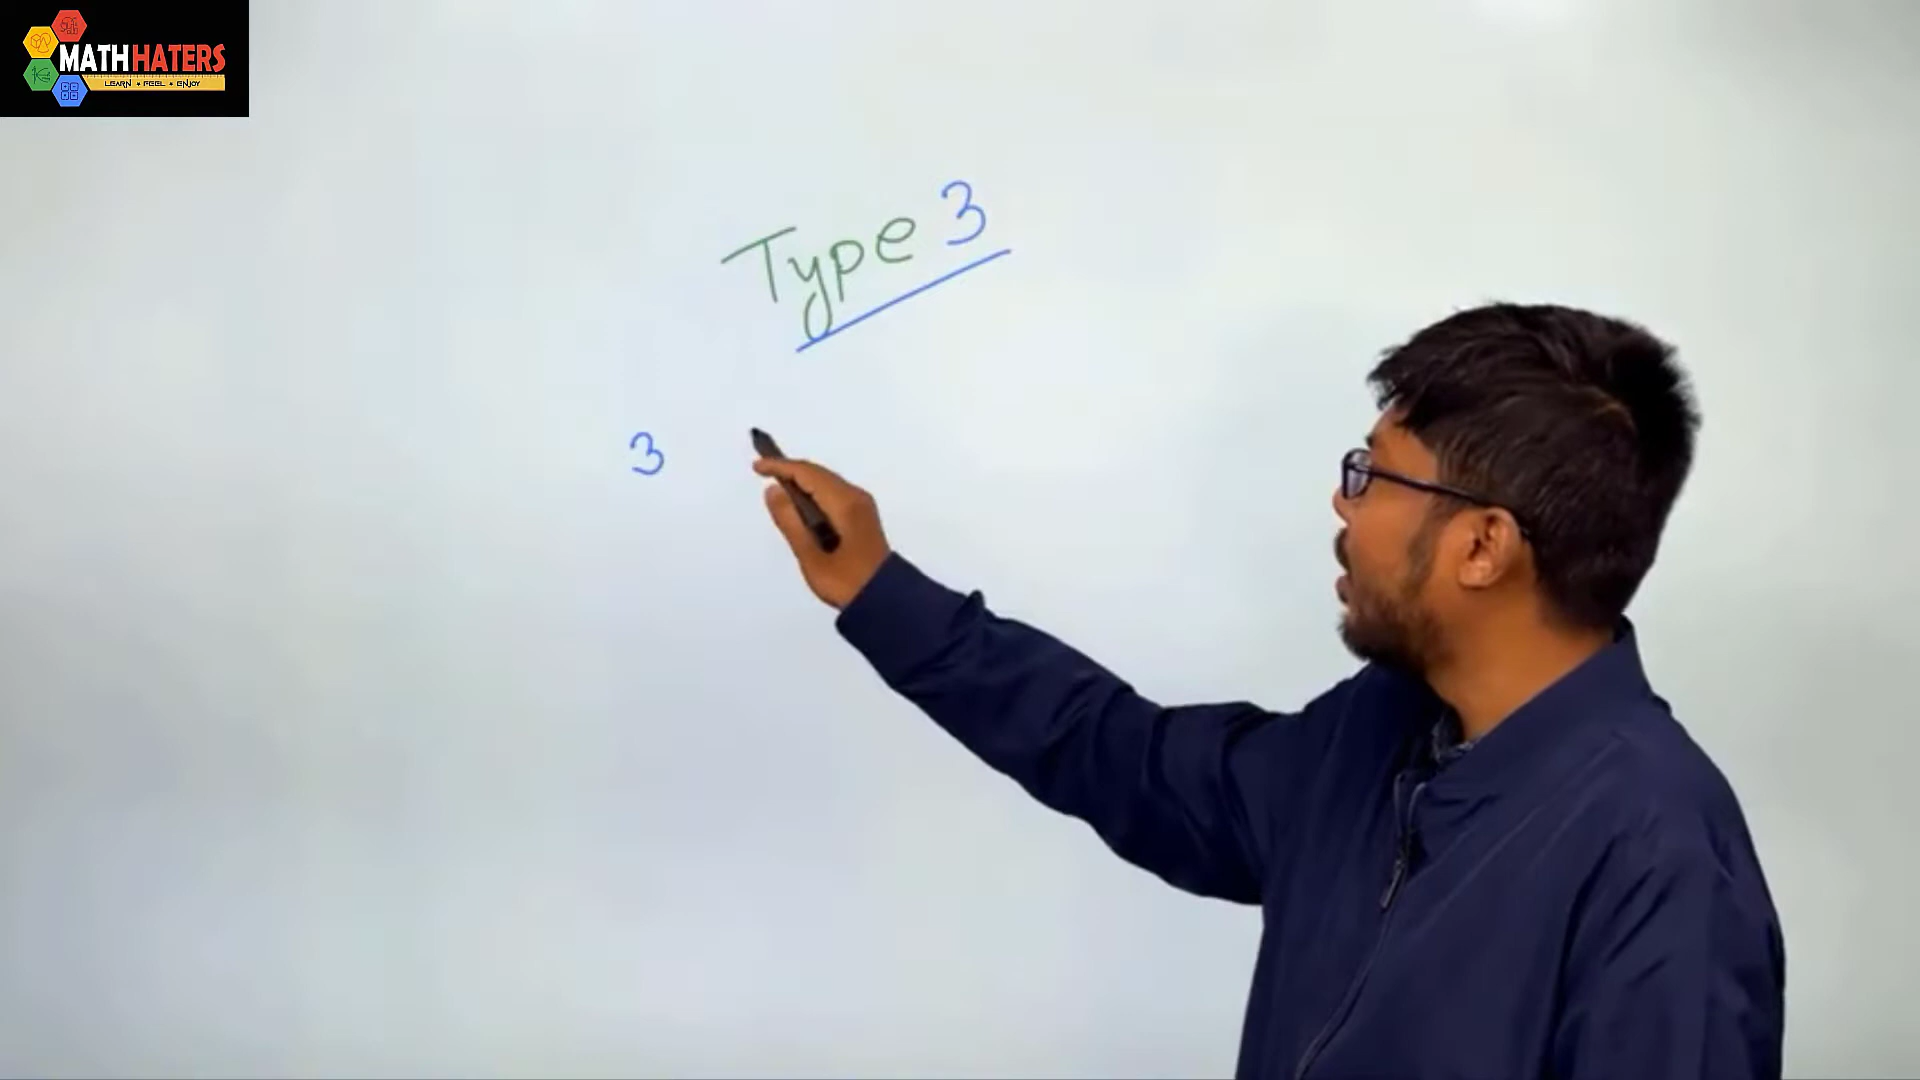 MATHHATERS
LEARN + FEEL + ENJOY
Type 3
3